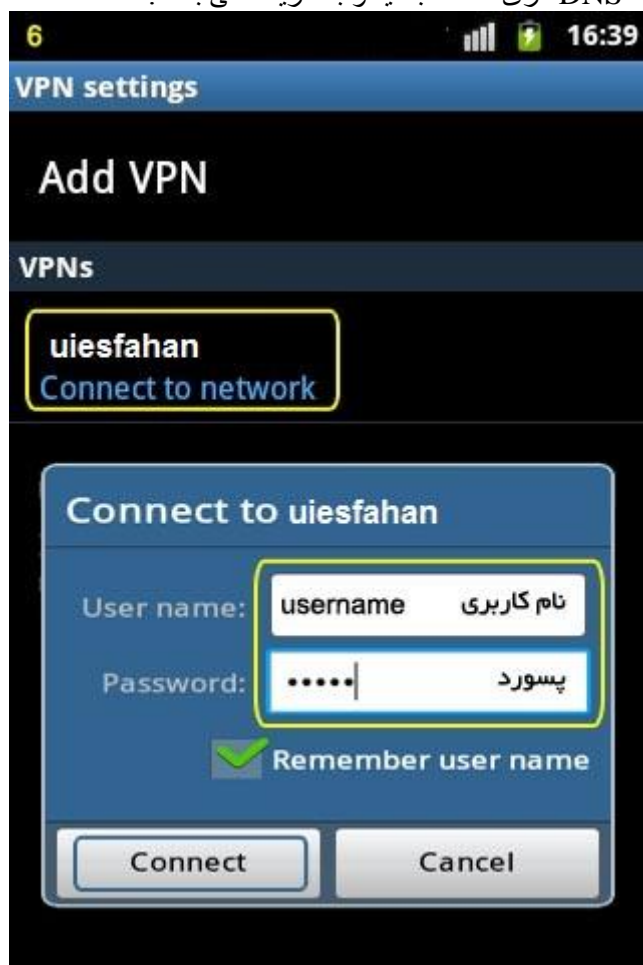 DNS
6
16:39
VPN settings
Add VPN
VPNs
uiesfahan
Connect to network
Connect to uiesfahan
User name: username نام کاربری
Password: ••••• پسورد
Remember user name
Connect Cancel